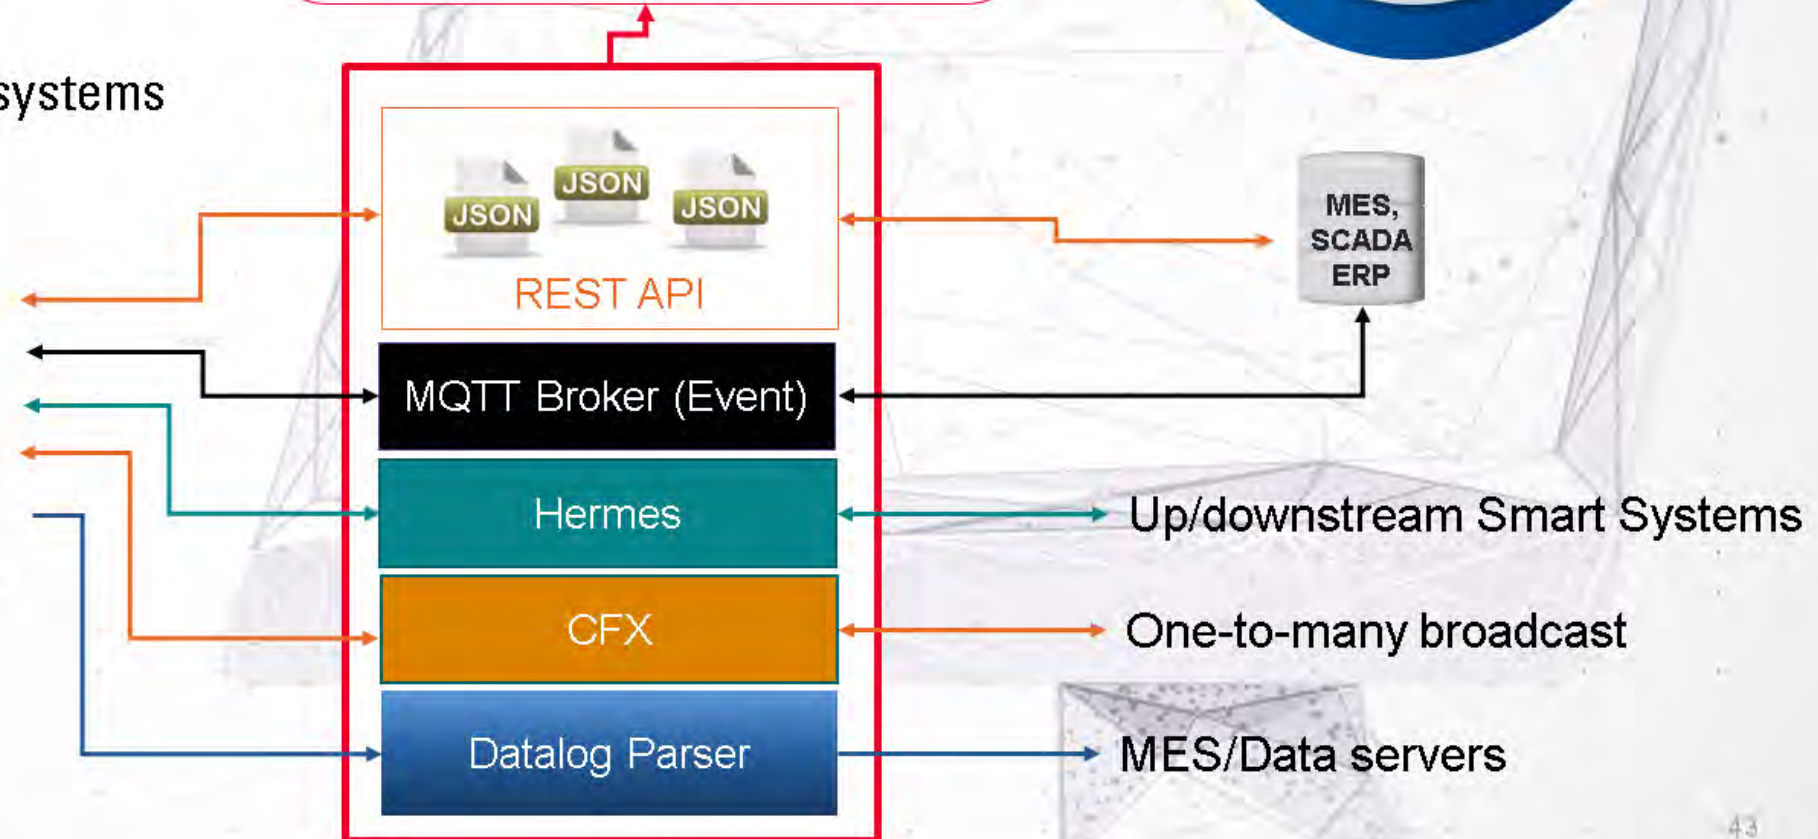 systems
JSON
JSON
JSON
REST API
MES,
SCADA
ERP
MQTT Broker (Event)
Hermes
Up/downstream Smart Systems
CFX
One-to-many broadcast
Datalog Parser
MES/Data servers
43